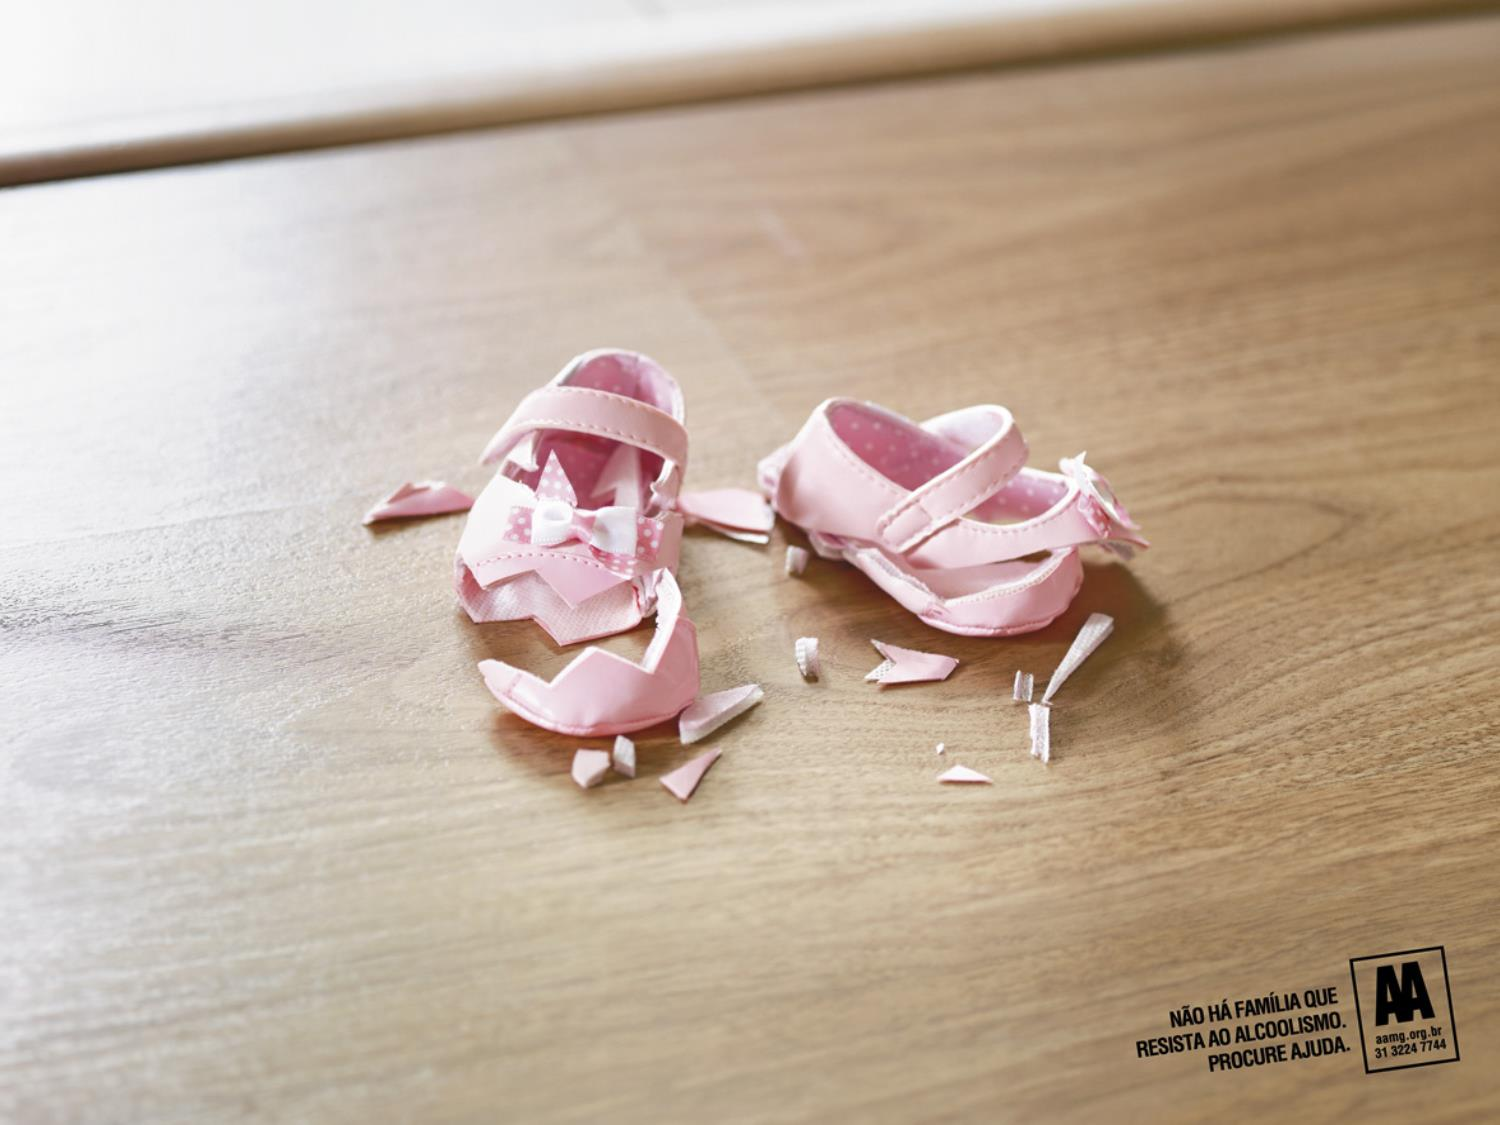 NÃO HÁ FAMÍLIA QUE
RESISTA AO ALCOOLISMO.
PROCURE AJUDA.
AA
aamg.org.br
31 3224 7744